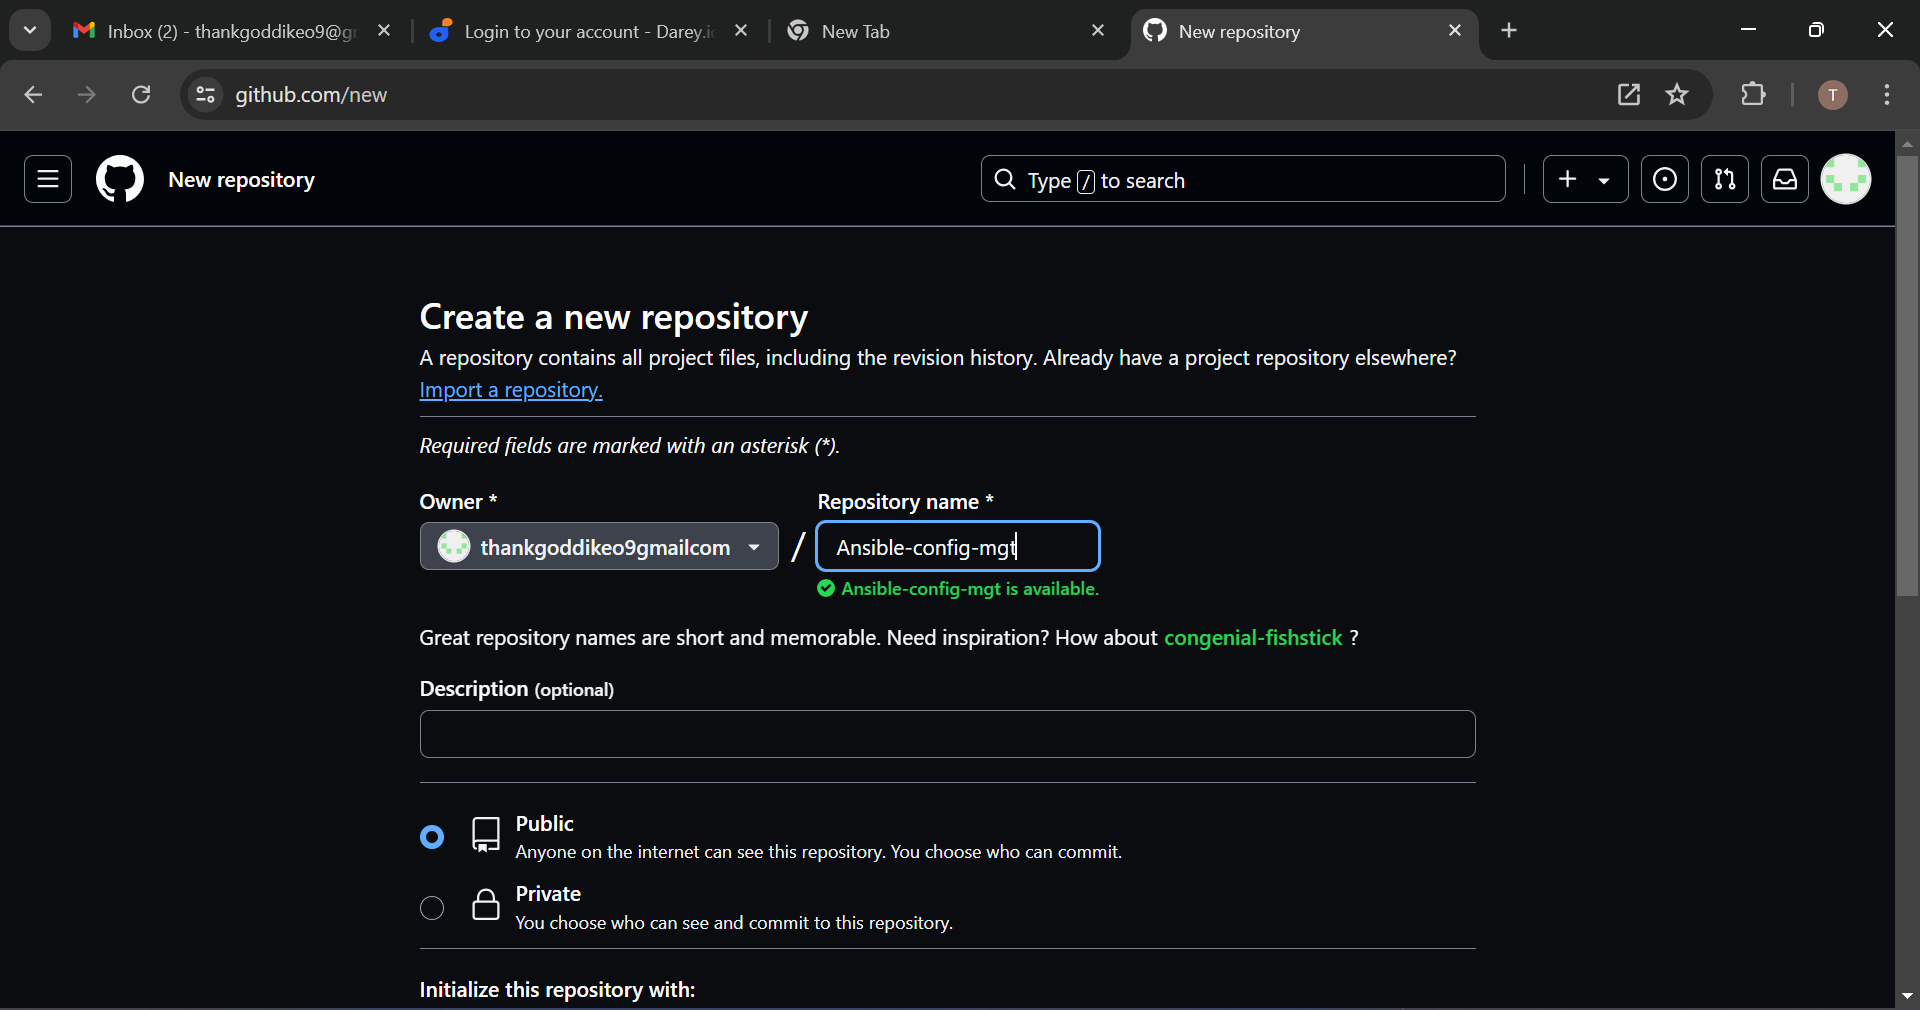 Inbox (2) - thankgoddikeo9@gr
Login to your account - Darey.i
New Tab
New repository
github.com/new
T
New repository
Type / to search
Create a new repository
A repository contains all project files, including the revision history. Already have a project repository elsewhere?
Import a repository.
Required fields are marked with an asterisk (*).
Owner *
Repository name *
thankgoddikeo9gmailcom
/
Ansible-config-mgt
Ansible-config-mgt is available.
Great repository names are short and memorable. Need inspiration? How about congenial-fishstick ?
Description (optional)
Public
Anyone on the internet can see this repository. You choose who can commit.
Private
You choose who can see and commit to this repository.
Initialize this repository with: